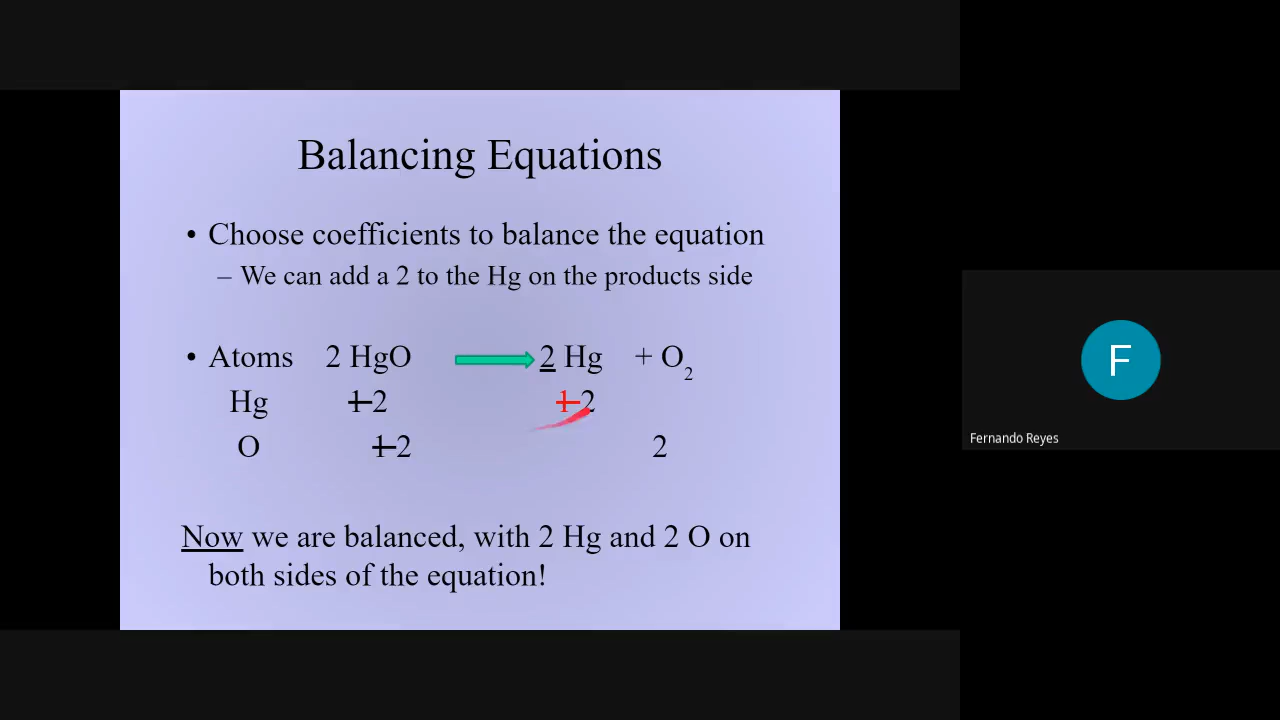 Balancing Equations
• Choose coefficients to balance the equation
– We can add a 2 to the Hg on the products side
• Atoms 2 HgO 2 Hg + O2
Hg 1 2 1 2
O 1 2 2
Now we are balanced, with 2 Hg and 2 O on
both sides of the equation!
F
Fernando Reyes